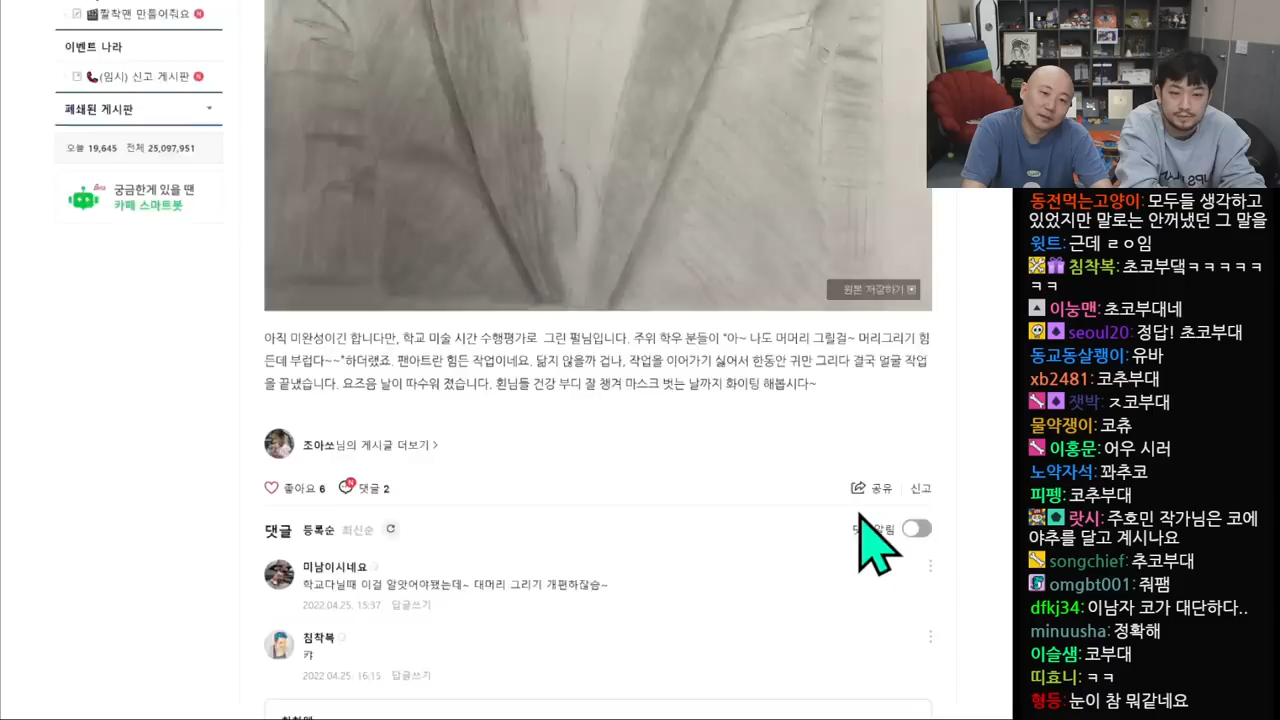 짤착맨 만들어줘요 N
이벤트 나라
(임시) 신고 게시판 N
폐쇄된 게시판
오늘 19,645 전체 25,097,951
Beta
궁금한게 있을 땐
카페 스마트봇
원본 저장하기
아직 미완성이긴 합니다만, 학교 미술 시간 수행평가로 그린 펄님입니다. 주위 학우 분들이 “아~ 나도 머머리 그릴걸~ 머리그리기 힘
든데 부럽다~~”하더랬죠. 팬아트란 힘든 작업이네요. 닮지 않을까 겁나, 작업을 이어가기 싫어서 한동안 귀만 그리다 결국 얼굴 작업
을 끝냈습니다. 요즈음 날이 따수워 졌습니다. 횐님들 건강 부디 잘 챙겨 마스크 벗는 날까지 화이팅 해봅시다~
조아쏘님의 게시글 더보기 >
좋아요 6 N 댓글 2
공유 신고
댓글 등록순 최신순
알림
미남이시네요
학교다닐때 이걸 알앗어야됐는데~ 대머리 그리기 개편하잖슴~
2022.04.25. 15:37 답글쓰기
침착복
캬
2022.04.25. 16:15 답글쓰기
동전먹는고양이: 모두들 생각하고
있었지만 말로는 안꺼냈던 그 말을
윗트: 근데 ㄹㅇ임
침착복: 초코부댘ㅋㅋㅋㅋㅋ
ㅋㅋ
이눙맨: 초코부대네
seoul20: 정답! 초코부대
동교동살쾡이: 유바
xb2481: 코추부대
잿박: ㅈ코부대
물약쟁이: 코츄
이홍문: 어우 시러
노약자석: 꽈추코
피펭: 코추부대
랏시: 주호민 작가님은 코에
야추를 달고 계시나요
songchief: 추코부대
omgbt001: 줘팸
dfkj34: 이남자 코가 대단하다..
minuusha: 정확해
이슬샘: 코부대
띠효니: ㅋㅋ
형등: 눈이 참 뭐같네요